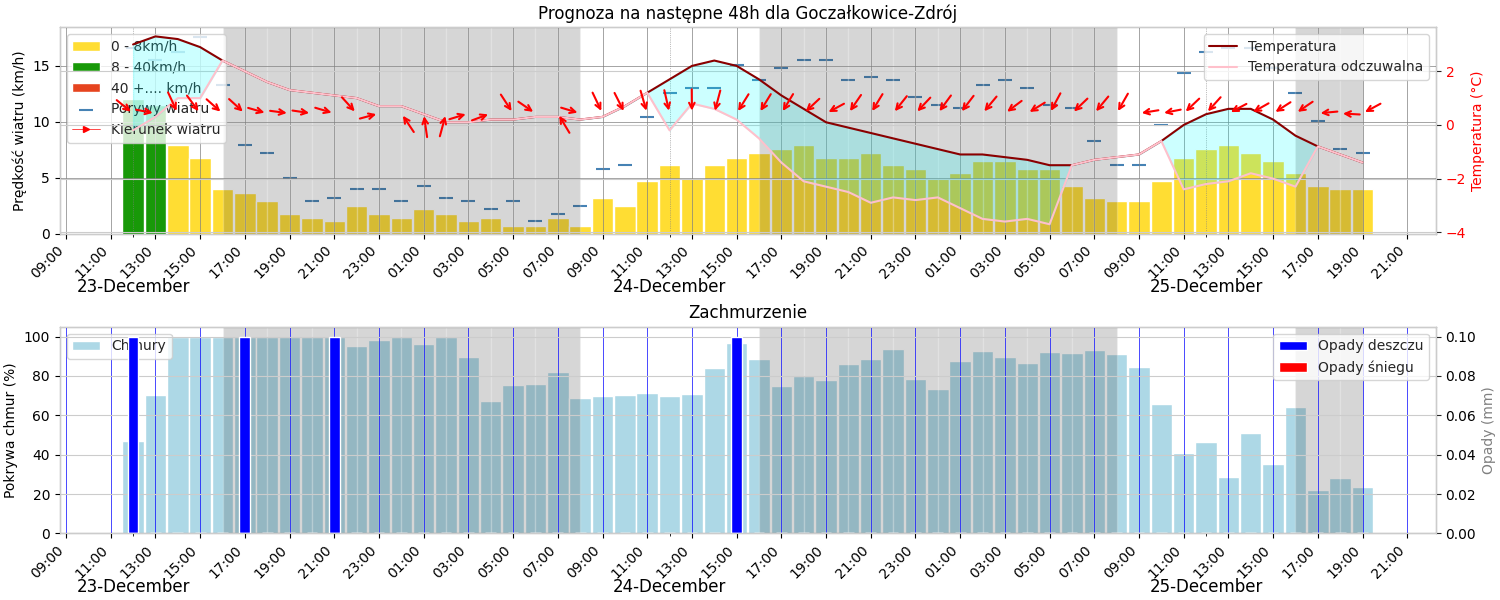 Prognoza na następne 48h dla Goczałkowice-Zdrój
Prędkość wiatru (km/h)
15
10
5
0
0 - 8km/h
8 - 40km/h
40 +.... km/h
Porywy wiatru
Kierunek wiatru
Temperatura
Temperatura odczuwalna
2
0
−2
−4
Temperatura (°C)
09:00 11:00 13:00 15:00 17:00 19:00 21:00 23:00 01:00 03:00 05:00 07:00 09:00 11:00 13:00 15:00 17:00 19:00 21:00 23:00 01:00 03:00 05:00 07:00 09:00 11:00 13:00 15:00 17:00 19:00 21:00
23-December 24-December 25-December
Zachmurzenie
Pokrywa chmur (%)
100
80
60
40
20
0
Chmury
Opady deszczu
Opady śniegu
0.10
0.08
0.06
0.04
0.02
0.00
Opady (mm)
09:00 11:00 13:00 15:00 17:00 19:00 21:00 23:00 01:00 03:00 05:00 07:00 09:00 11:00 13:00 15:00 17:00 19:00 21:00 23:00 01:00 03:00 05:00 07:00 09:00 11:00 13:00 15:00 17:00 19:00 21:00
23-December 24-December 25-December